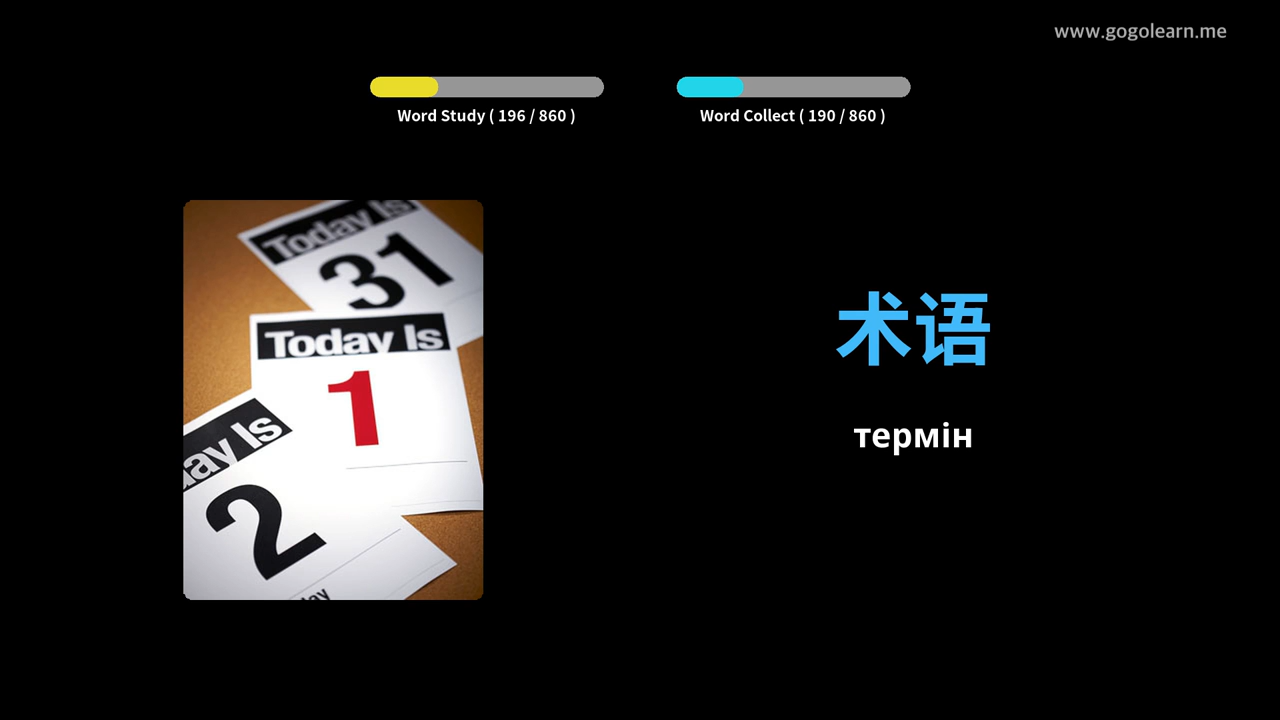 www.gogolearn.me
Word Study ( 196 / 860 )
Word Collect ( 190 / 860 )
Today Is
31
Today Is
1
Is
2
术语
термін